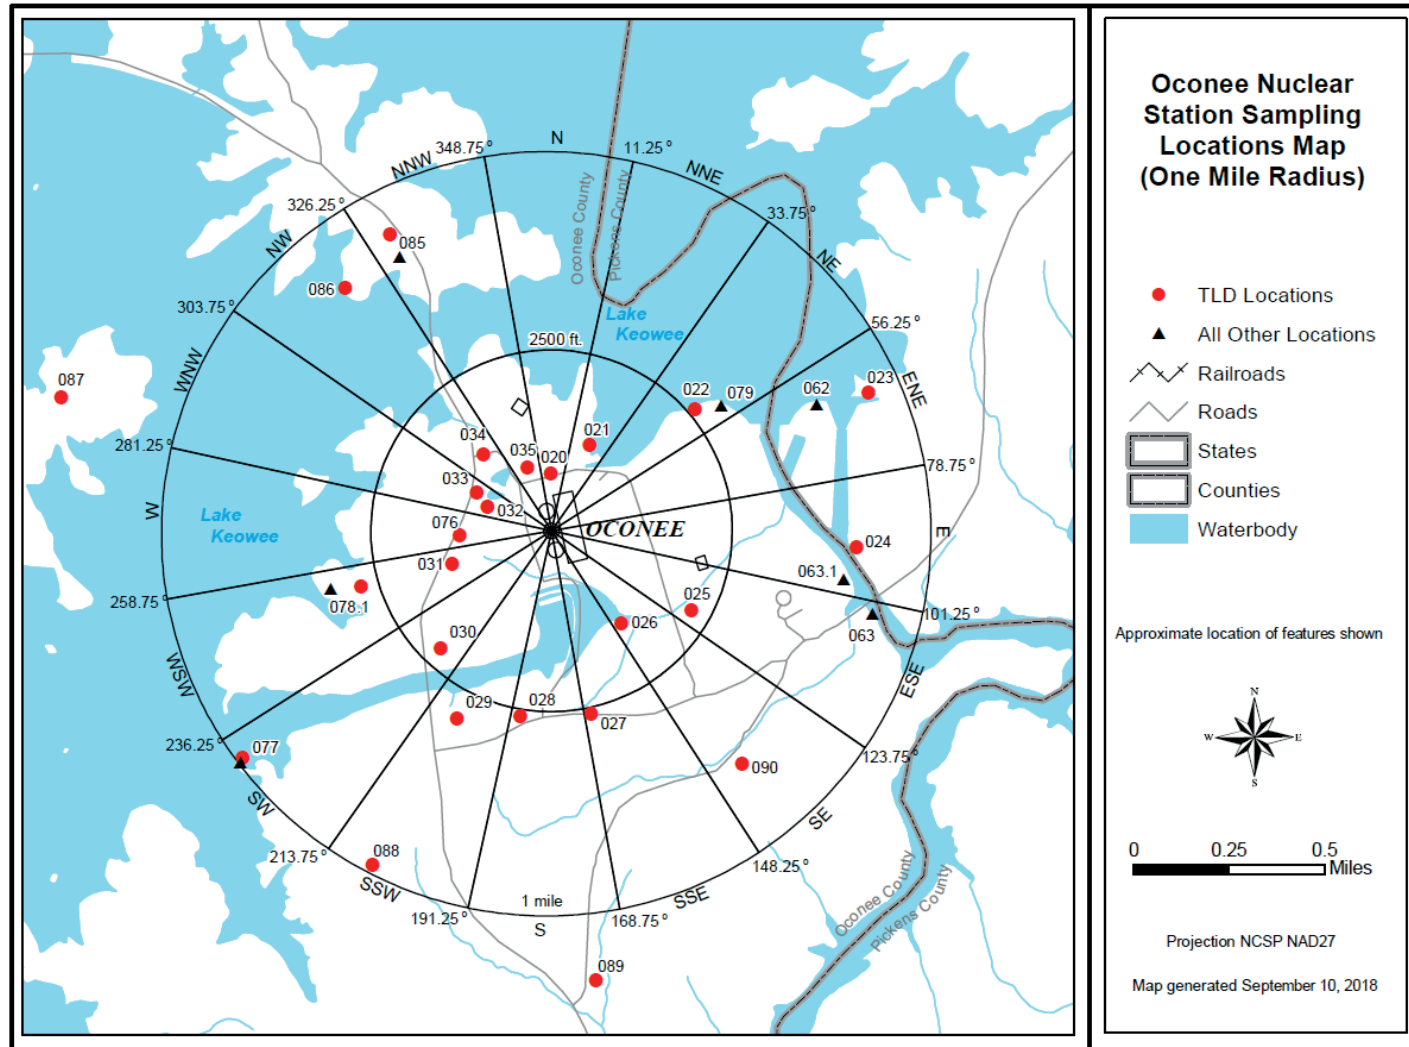 Oconee Nuclear
Station Sampling
Locations Map
(One Mile Radius)
TLD Locations
All Other Locations
Railroads
Roads
States
Counties
Waterbody
Approximate location of features shown
N
W
E
S
0
0.25
0.5
Miles
Projection NCSP NAD27
Map generated September 10, 2018
N
348.75°
11.25°
NNW
NNE
326.25°
33.75°
NW
NE
303.75°
56.25°
WNW
ENE
281.25°
78.75°
W
E
258.75°
101.25°
WSW
ESE
236.25°
123.75°
SW
SE
213.75°
148.25°
SSW
SSE
191.25°
168.75°
1 mile
S
Oconee County
Pickens County
Lake
Keowee
2500 ft.
085
086
087
022
079
062
023
034
035
020
021
033
032
076
031
OCONEE
Lake
Keowee
024
063.1
063
078.1
025
026
030
029
028
027
077
090
088
089
Oconee County
Pickens County